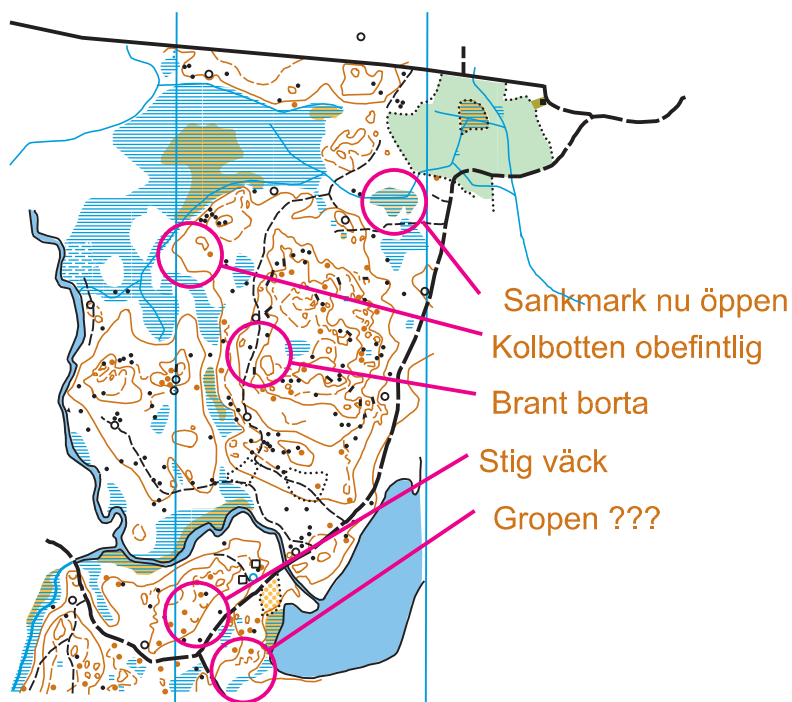 Sankmark nu öppen
Kolbotten obefintlig
Brant borta
Stig väck
Gropen ???